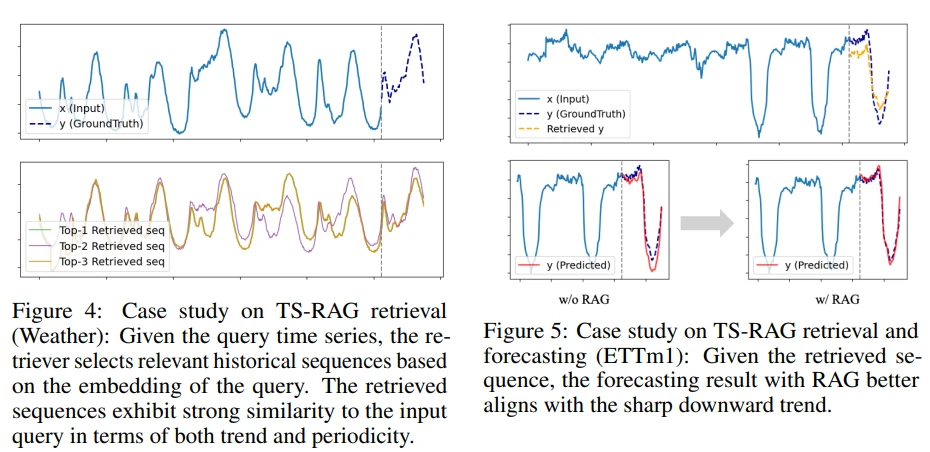 x (Input)
y (GroundTruth)
Top-1 Retrieved seq
Top-2 Retrieved seq
Top-3 Retrieved seq
Figure 4: Case study on TS-RAG retrieval
(Weather): Given the query time series, the re-
triever selects relevant historical sequences based
on the embedding of the query. The retrieved
sequences exhibit strong similarity to the input
query in terms of both trend and periodicity.
x (Input)
y (GroundTruth)
Retrieved y
y (Predicted)
y (Predicted)
w/o RAG
w/ RAG
Figure 5: Case study on TS-RAG retrieval and
forecasting (ETTm1): Given the retrieved se-
quence, the forecasting result with RAG better
aligns with the sharp downward trend.